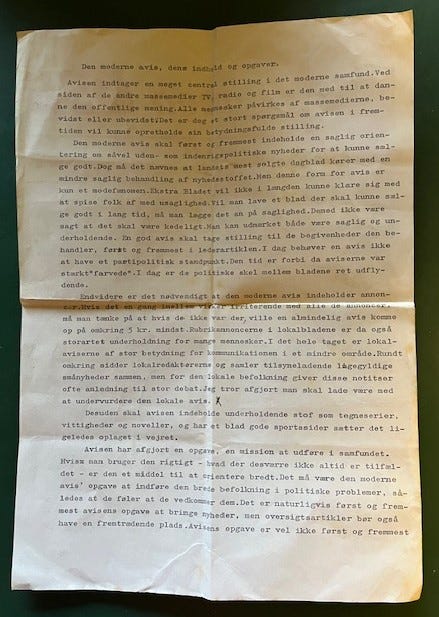 Den moderne avis, dens indhold og opgaver.
Avisen indtager en meget central stilling i det moderne samfund.Ved
siden af de andre massemedier TV, radio og film er den med til at dan-
ne den offentlige mening.Alle mennesker påvirkes af massemedierne, be-
vidst eller ubevidst.Det er dog et stort spørgsmål om avisen i frem-
tiden vil kunne opretholde sin betydningsfulde stilling.
Den moderne avis skal først og fremmest indeholde en saglig orien-
tering om såvel uden- som indenrigspolitiske nyheder for at kunne sæl-
ge godt. Dog må det nævnes at landets mest solgte dagblad kører med en
mindre saglig behandling af nyhedsstoffet.Men denne form for avis er
kun et modefænomen.Ekstra Bladet vil ikke i længden kunne klare sig med
at spise folk af med usaglighed.Vil man lave et blad der skal kunne sæl-
ge godt i lang tid, må man lægge det an på saglighed.Demed ikke være
sagt at det skal være kedeligt.Man kan udmærket både være saglig og un-
derholdende. En god avis skal tage stilling til de begivenheder den be-
handler, først og fremmest i lederartiklen.I dag behøver en avis ikke
at have et partipolitisk standpunkt.Den tid er forbi da aviserne var
stærkt"farvede".I dag er de politiske skel mellem bladene ret udfly-
dende.
Endvidere er det nødvendigt at den moderne avis indeholder annon-
cer.Hvis det en gang imellem virker irriterende med alle de annoncer,
må man tænke på at hvis de ikke var der, ville en almindelig avis komme
op på omkring 5 kr. mindst.Rubrikannoncerne i lokalbladene er da også
storartet underholdning for mange mennesker.I det hele taget er lokal-
aviserne af stor betydning for kommunikationen i et mindre område.Rundt
omkring sidder lokalredaktørerne og samler tilsyneladende lègegyldige
smånyheder sammen, men for den lokale befolkning giver disse notitser
ofte anledning til stor debat.Jeg tror afgjort man skal lade være med
at undervurdere den lokale avis.
Desuden skal avisen indeholde underholdende stof som tegneserier,
vittigheder og noveller, og har et blad gode sportssider sættes det li-
geledes oplaget i vejret.
Avisen har afgjort en opgave, en mission at udføre i samfundet.
Hvism man bruger den rigtigt - hvad der desværre ikke altid er tilfæl-
det - er den et middel til at orientere bredt.Det må være den moderne
avis' opgave at indføre den brede befolkning i politiske problemer, så-
ledes at de føler at de vedkommer dem.Det er naturligvis først og frem-
mest avisens opgave at bringe nyheder, men oversigtsartikler bør også
have en fremtrædende plads.Avisens opgave er vel ikke først og fremmest